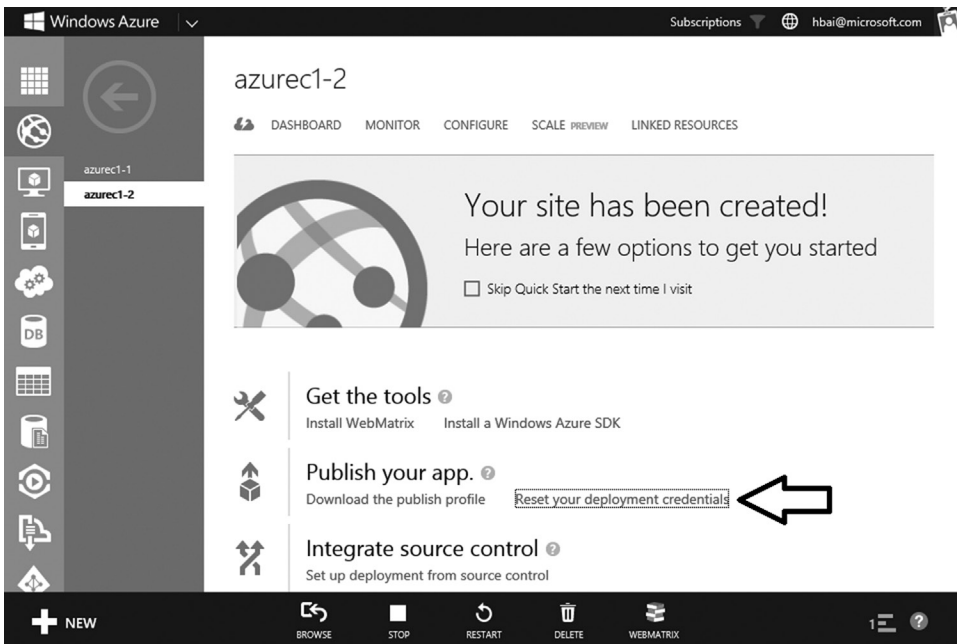 Windows Azure
Subscriptions
hbai@microsoft.com
azurec1-1
azurec1-2
DB
azurec1-2
DASHBOARD MONITOR CONFIGURE SCALE PREVIEW LINKED RESOURCES
Your site has been created!
Here are a few options to get you started
Skip Quick Start the next time I visit
Get the tools ?
Install WebMatrix Install a Windows Azure SDK
Publish your app. ?
Download the publish profile Reset your deployment credentials
Integrate source control ?
Set up deployment from source control
NEW
BROWSE STOP RESTART DELETE WEBMATRIX
1 ?